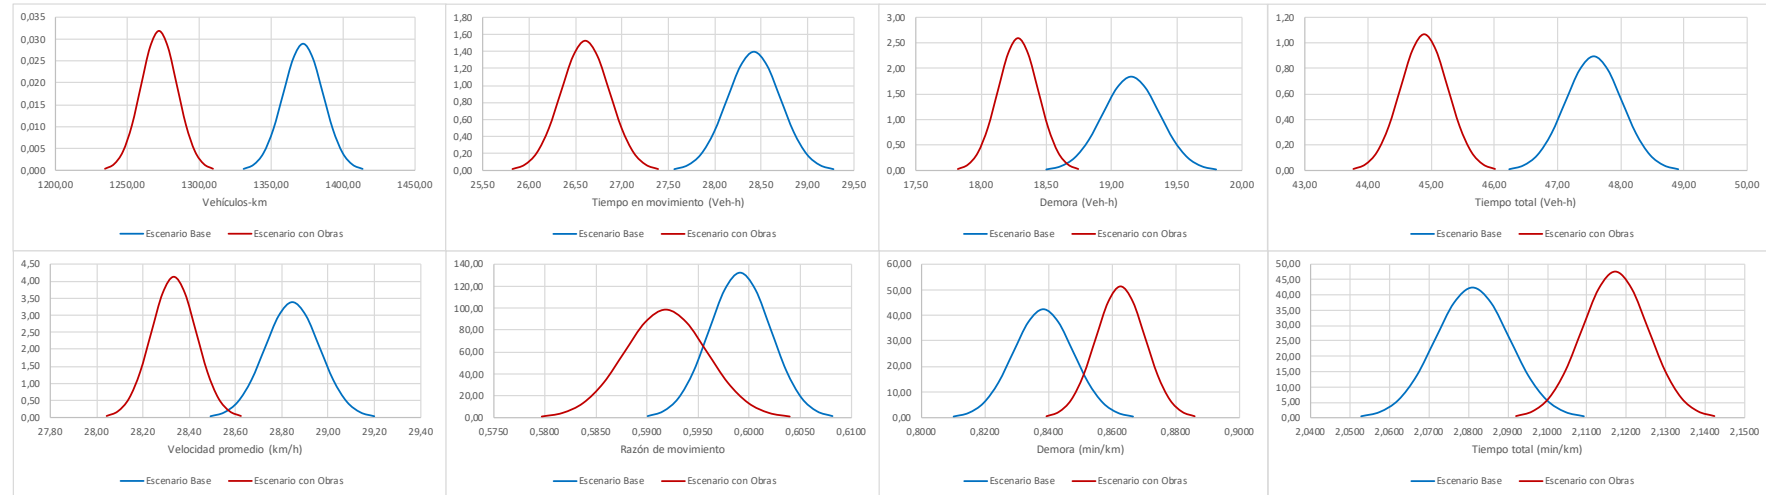 0,035
0,030
0,025
0,020
0,015
0,010
0,005
0,000
1200,00 1250,00 1300,00 1350,00 1400,00 1450,00
Vehículos-km
Escenario Base Escenario con Obras
1,80
1,60
1,40
1,20
1,00
0,80
0,60
0,40
0,20
0,00
25,50 26,00 26,50 27,00 27,50 28,00 28,50 29,00 29,50
Tiempo en movimiento (Veh-h)
Escenario Base Escenario con Obras
3,00
2,50
2,00
1,50
1,00
0,50
0,00
17,50 18,00 18,50 19,00 19,50 20,00
Demora (Veh-h)
Escenario Base Escenario con Obras
1,20
1,00
0,80
0,60
0,40
0,20
0,00
43,00 44,00 45,00 46,00 47,00 48,00 49,00 50,00
Tiempo total (Veh-h)
Escenario Base Escenario con Obras
4,50
4,00
3,50
3,00
2,50
2,00
1,50
1,00
0,50
0,00
27,80 28,00 28,20 28,40 28,60 28,80 29,00 29,20 29,40
Velocidad promedio (km/h)
Escenario Base Escenario con Obras
140,00
120,00
100,00
80,00
60,00
40,00
20,00
0,00
0,5750 0,5800 0,5850 0,5900 0,5950 0,6000 0,6050 0,6100
Razón de movimiento
Escenario Base Escenario con Obras
60,00
50,00
40,00
30,00
20,00
10,00
0,00
0,8000 0,8200 0,8400 0,8600 0,8800 0,9000
Demora (min/km)
Escenario Base Escenario con Obras
50,00
45,00
40,00
35,00
30,00
25,00
20,00
15,00
10,00
5,00
0,00
2,0400 2,0500 2,0600 2,0700 2,0800 2,0900 2,1000 2,1100 2,1200 2,1300 2,1400 2,1500
Tiempo total (min/km)
Escenario Base Escenario con Obras